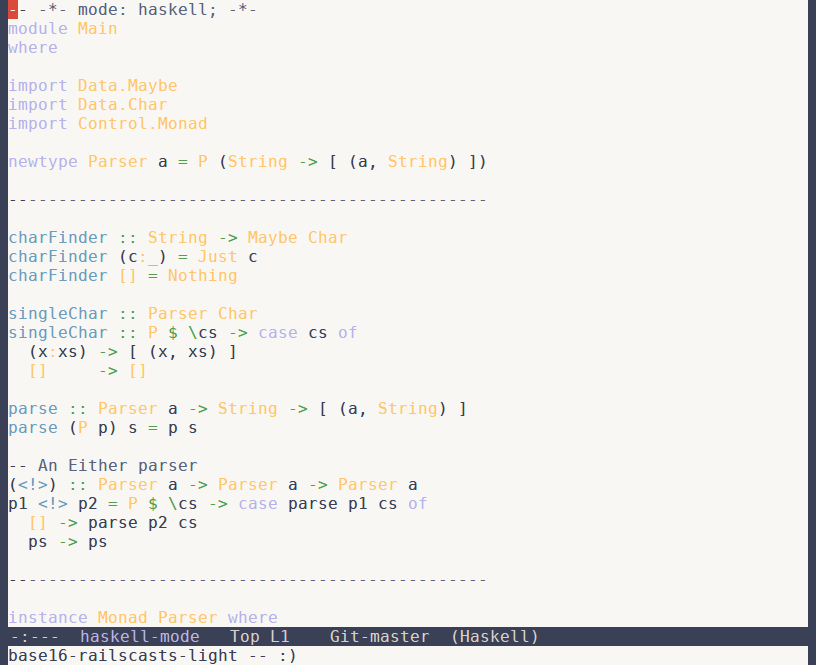 -- -*- mode: haskell; -*-
module Main
where
import Data.Maybe
import Data.Char
import Control.Monad
newtype Parser a = P (String -> [ (a, String) ])
------------------------------------------------
charFinder :: String -> Maybe Char
charFinder (c:_) = Just c
charFinder [] = Nothing
singleChar :: Parser Char
singleChar :: P $ \cs -> case cs of
  (x:xs) -> [ (x, xs) ]
  []     -> []
parse :: Parser a -> String -> [ (a, String) ]
parse (P p) s = p s
-- An Either parser
(<!>) :: Parser a -> Parser a -> Parser a
p1 <!> p2 = P $ \cs -> case parse p1 cs of
  [] -> parse p2 cs
  ps -> ps
------------------------------------------------
instance Monad Parser where
-:---  haskell-mode   Top L1    Git-master  (Haskell)
base16-railscasts-light -- :)